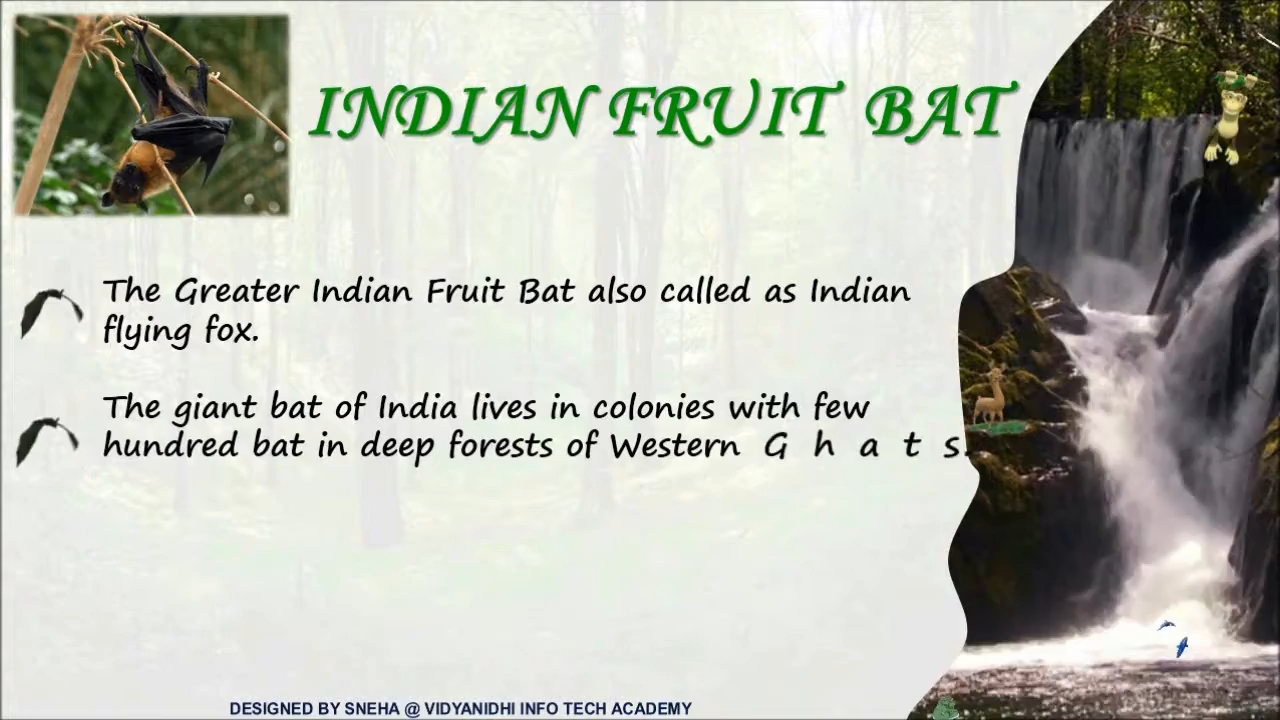 INDIAN FRUIT BAT
The Greater Indian Fruit Bat also called as Indian
flying fox.
The giant bat of India lives in colonies with few
hundred bat in deep forests of Western G h a t s.
DESIGNED BY SNEHA @ VIDYANIDHI INFO TECH ACADEMY